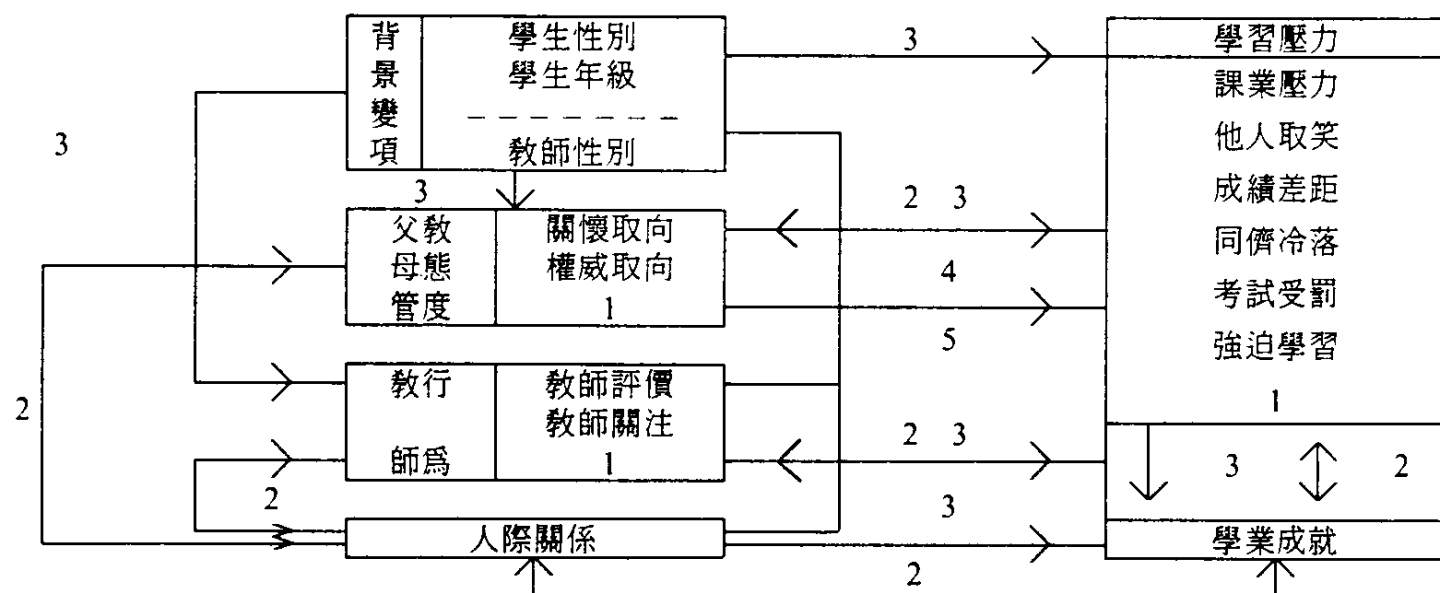 背景變項
學生性別
學生年級
教師性別
3
3
3
父教
母態
管度
關懷取向
權威取向
1
2 3
4
5
教行
師爲
教師評價
教師關注
1
2 3
2
2
人際關係
3
2
學習壓力
課業壓力
他人取笑
成績差距
同儕冷落
考試受罰
強迫學習
1
3
2
學業成就